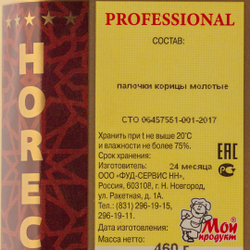 HOREC
PROFESSIONAL
СОСТАВ:
палочки корицы молотые
СТО 06457551-001-2017
Хранить при t не выше 20°С
и влажности не более 75%.
Срок хранения:
24 месяца
Изготовитель:
ООО «ФУД-СЕРВИС НН»,
Россия, 603108, г. Н. Новгород,
ул. Ракетная, д. 1А.
Тел.: (831) 296-19-15,
296-19-11.
Дата изготовления:
Масса нетто:
460 г
EAC
Мой
продукт